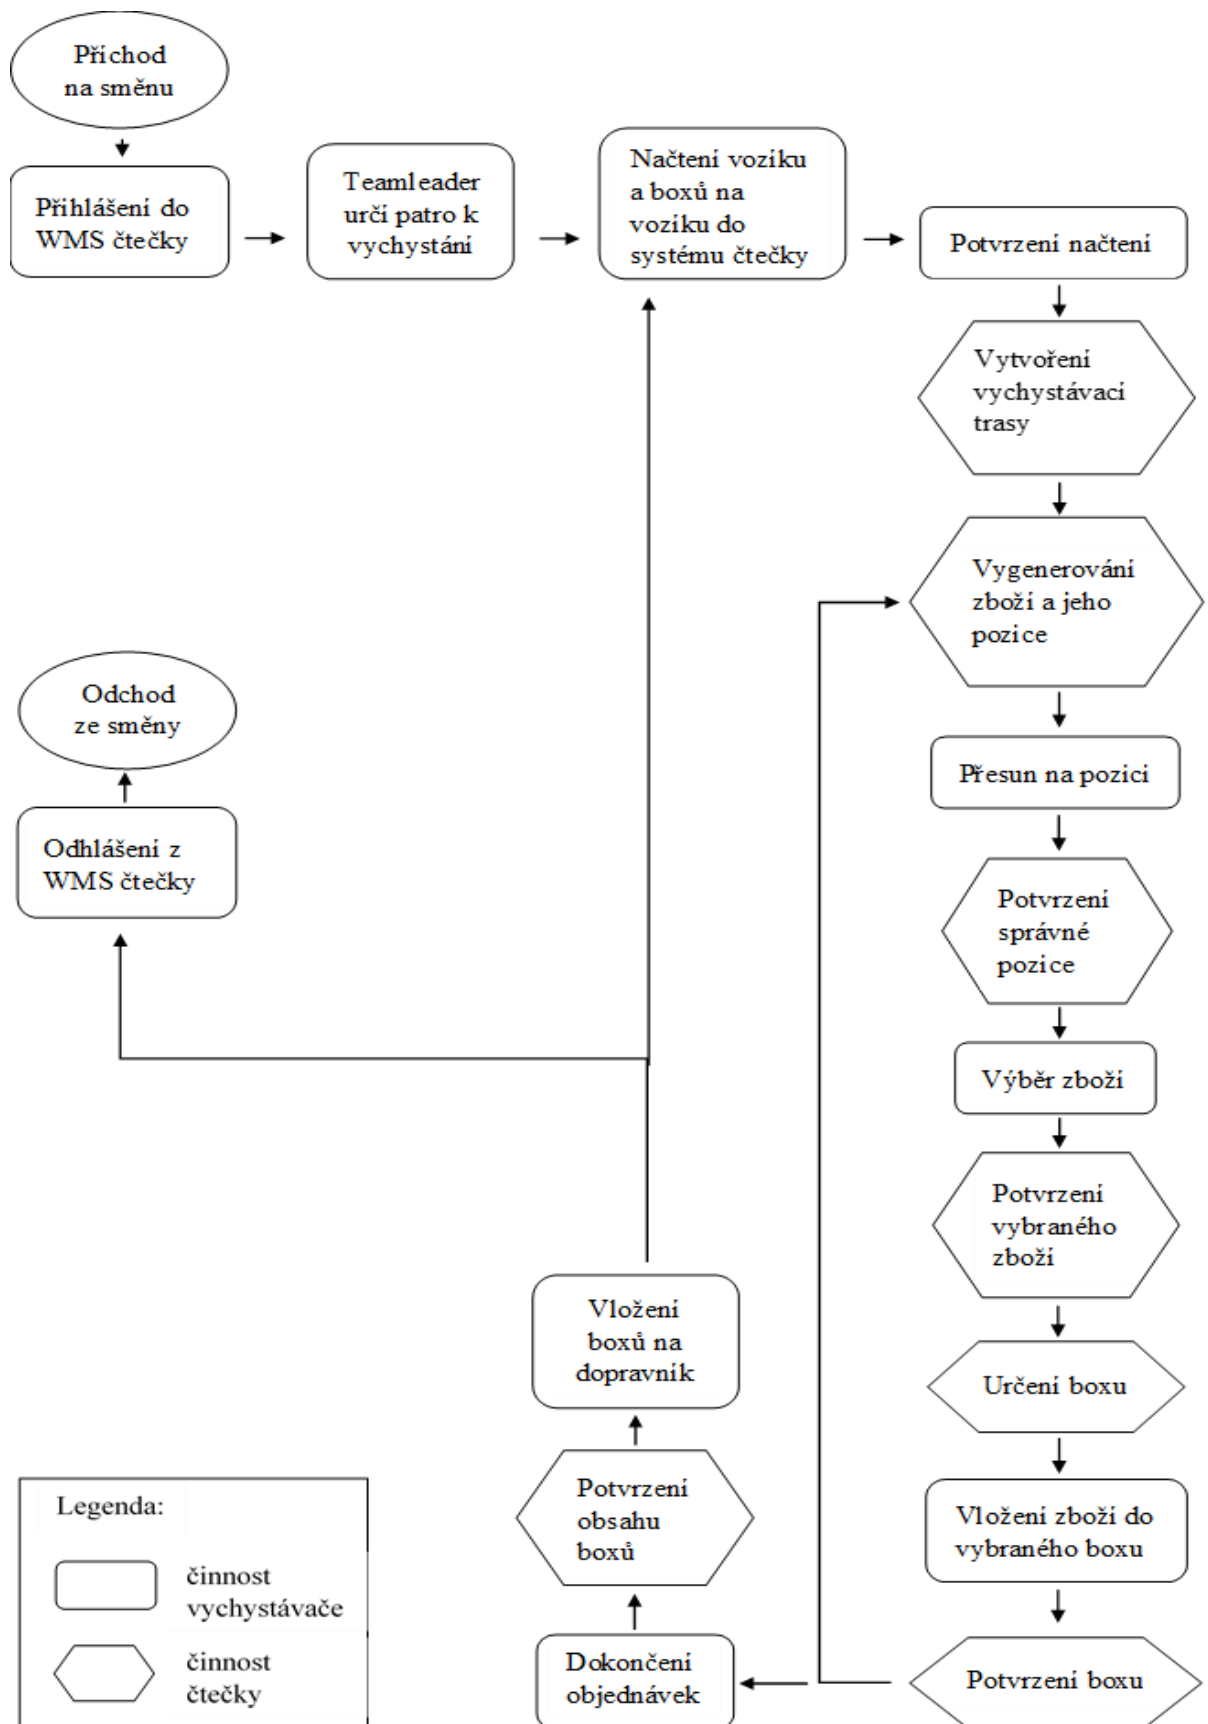 Příchod
na směnu
Přihlášení do
WMS čtečky
Teamleader
určí patro k
vychystání
Načtení vozíku
a boxů na
vozíku do
systému čtečky
Potvrzení načtení
Vytvoření
vychystávací
trasy
Vygenerování
zboží a jeho
pozice
Přesun na pozici
Potvrzení
správné
pozice
Výběr zboží
Potvrzení
vybraného
zboží
Určení boxu
Vložení zboží do
vybraného boxu
Potvrzení boxu
Dokončení
objednávek
Potvrzení
obsahu
boxů
Vložení
boxů na
dopravník
Odhlášení z
WMS čtečky
Odchod
ze směny
Legenda:
činnost
vychystávače
činnost
čtečky